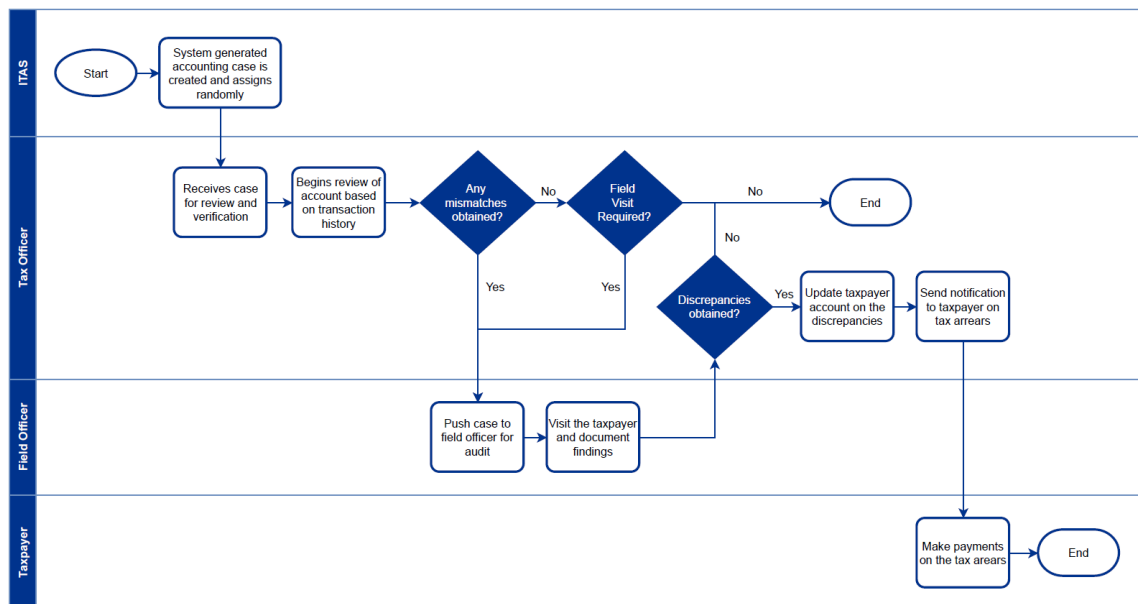 ITAS
Start
System generated
accounting case is
created and assigns
randomly
Tax Officer
Receives case
for review and
verification
Begins review of
account based
on transaction
history
Any
mismatches
obtained?
No
Field
Visit
Required?
No
End
Yes
Yes
No
Discrepancies
obtained?
Yes
Update taxpayer
account on the
discrepancies
Send notification
to taxpayer on
tax arrears
Field Officer
Push case to
field officer for
audit
Visit the taxpayer
and document
findings
Taxpayer
Make payments
on the tax arears
End